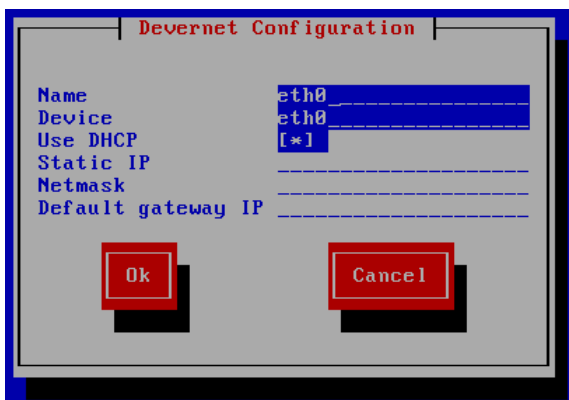 Devernet Configuration
Name eth0
Device eth0
Use DHCP [*]
Static IP
Netmask
Default gateway IP
Ok Cancel